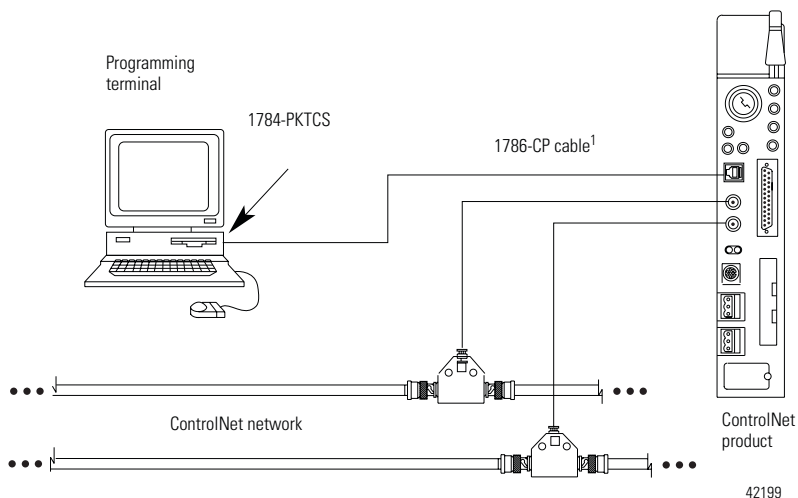 Programming
terminal
1784-PKTCS
1786-CP cable1
ControlNet network
ControlNet
product
42199